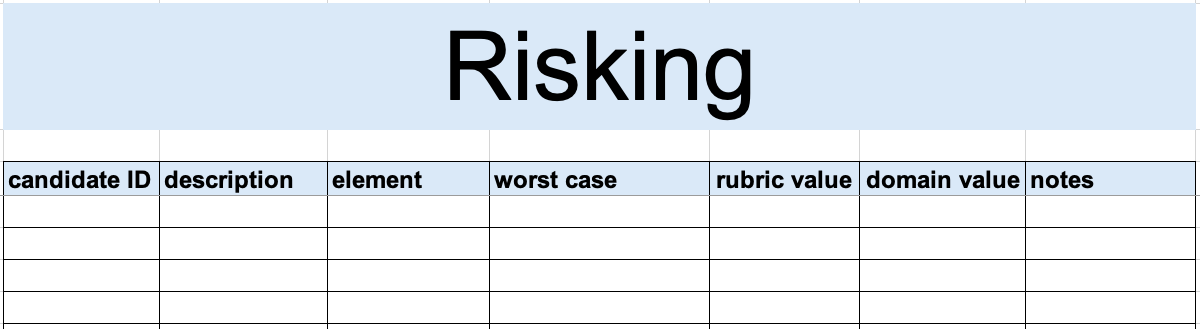 Risking
candidate ID description element worst case rubric value domain value notes